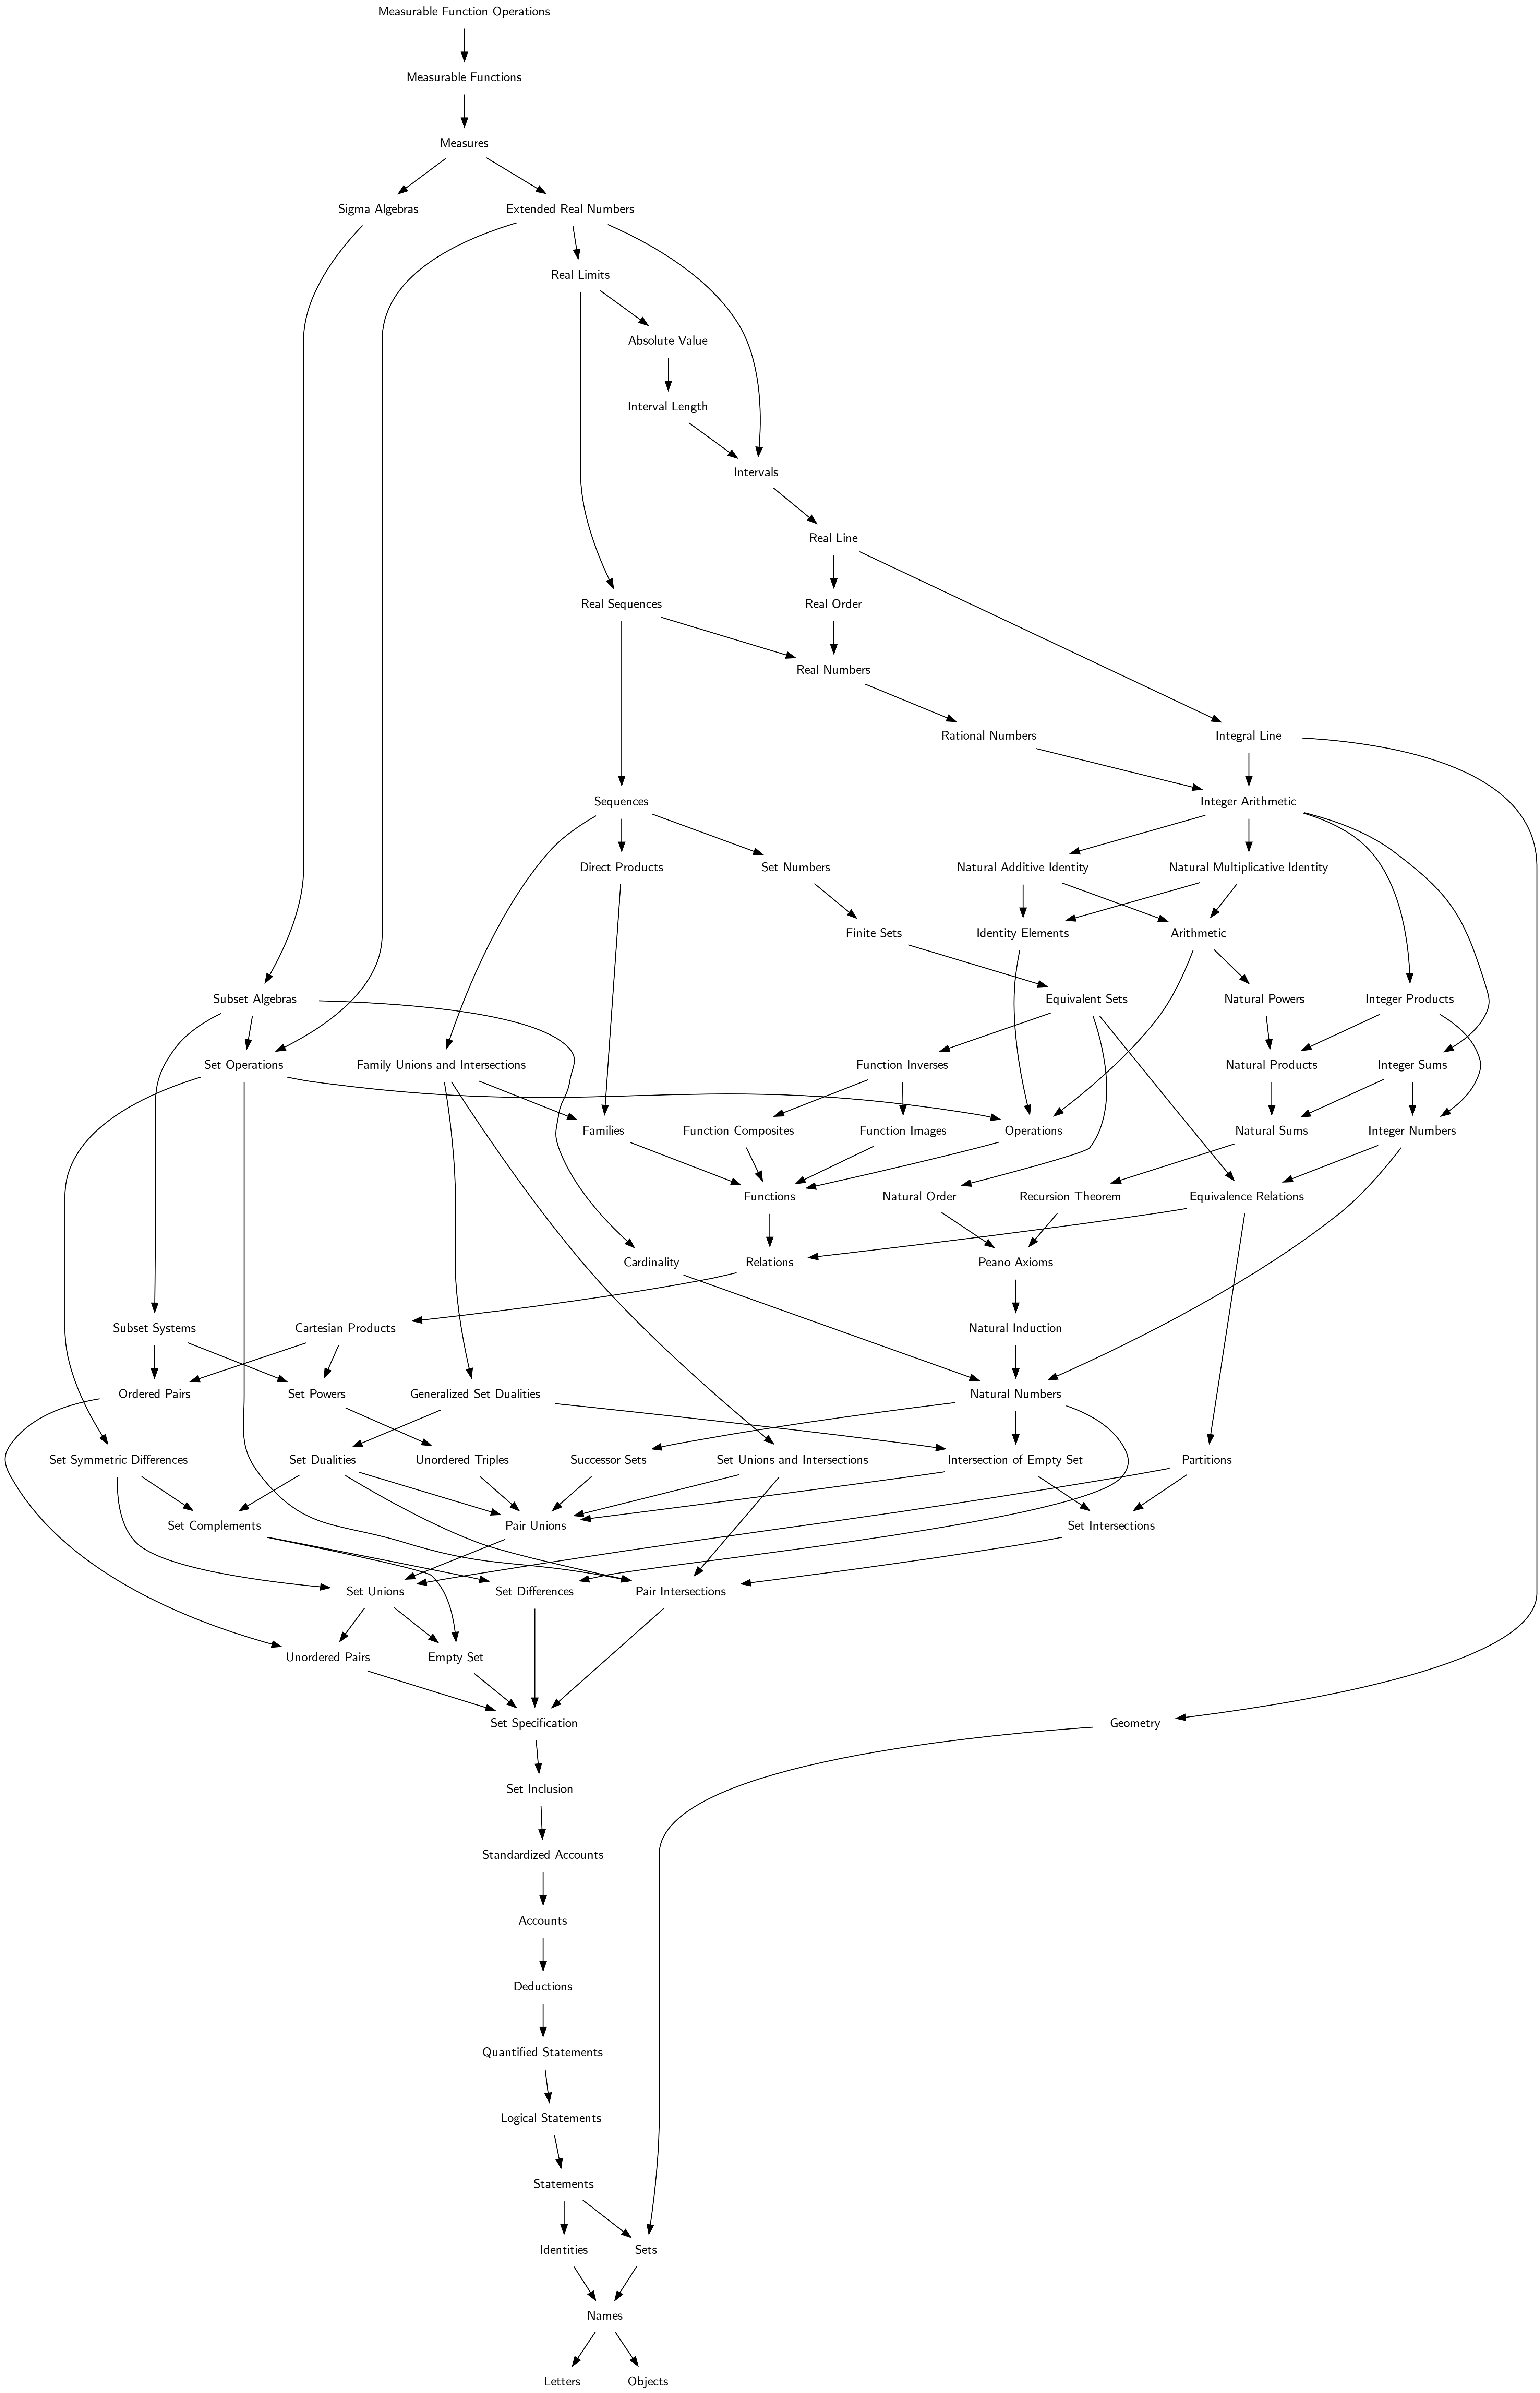 Measurable Function Operations
Measurable Functions
Measures
Sigma Algebras
Extended Real Numbers
Real Limits
Absolute Value
Interval Length
Intervals
Real Line
Real Sequences
Real Order
Real Numbers
Rational Numbers
Integral Line
Sequences
Integer Arithmetic
Direct Products
Set Numbers
Natural Additive Identity
Natural Multiplicative Identity
Finite Sets
Identity Elements
Arithmetic
Subset Algebras
Equivalent Sets
Natural Powers
Integer Products
Set Operations
Family Unions and Intersections
Function Inverses
Natural Products
Integer Sums
Families
Function Composites
Function Images
Operations
Natural Sums
Integer Numbers
Functions
Natural Order
Recursion Theorem
Equivalence Relations
Cardinality
Relations
Peano Axioms
Subset Systems
Cartesian Products
Natural Induction
Ordered Pairs
Set Powers
Generalized Set Dualities
Natural Numbers
Set Symmetric Differences
Set Dualities
Unordered Triples
Successor Sets
Set Unions and Intersections
Intersection of Empty Set
Partitions
Set Complements
Pair Unions
Set Intersections
Set Unions
Set Differences
Pair Intersections
Unordered Pairs
Empty Set
Set Specification
Geometry
Set Inclusion
Standardized Accounts
Accounts
Deductions
Quantified Statements
Logical Statements
Statements
Identities
Sets
Names
Letters
Objects